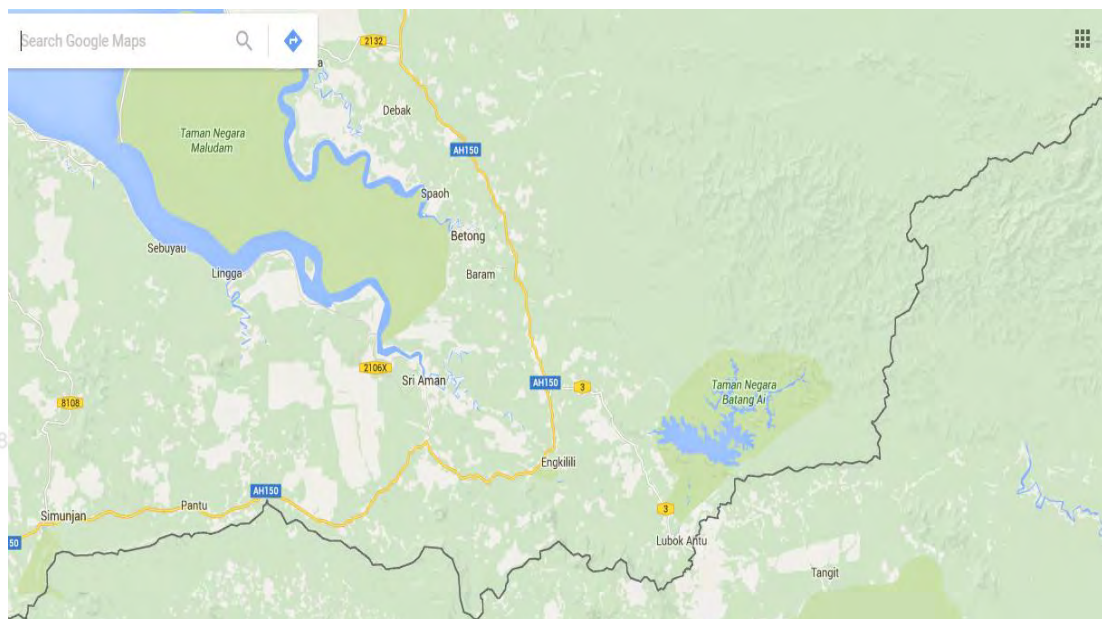 Search Google Maps
2132
a
Debak
Taman Negara
Maludam
AH150
Spaoh
Betong
Sebuyau
Lingga
Baram
2106X
Sri Aman
AH150
3
Taman Negara
Batang Ai
8108
Engkilili
AH150
Pantu
Simunjan
3
50
Lubok Antu
Tangit